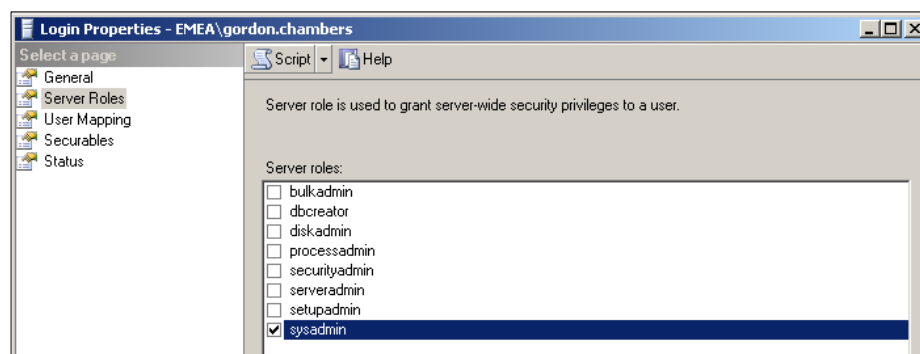 Login Properties - EMEA\gordon.chambers
Select a page
General
Server Roles
User Mapping
Securables
Status
Script
Help
Server role is used to grant server-wide security privileges to a user.
Server roles:
bulkadmin
dbcreator
diskadmin
processadmin
securityadmin
serveradmin
setupadmin
sysadmin